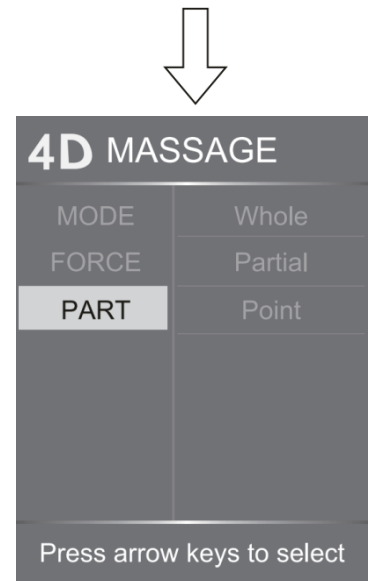 4D MASSAGE
MODE Whole
FORCE Partial
PART Point
Press arrow keys to select